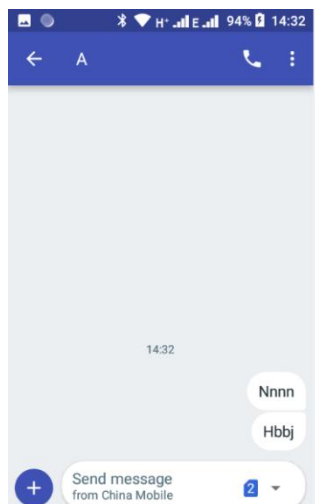 H+ E 94% 14:32
A
14:32
Nnnn
Hbbj
Send message
from China Mobile 2